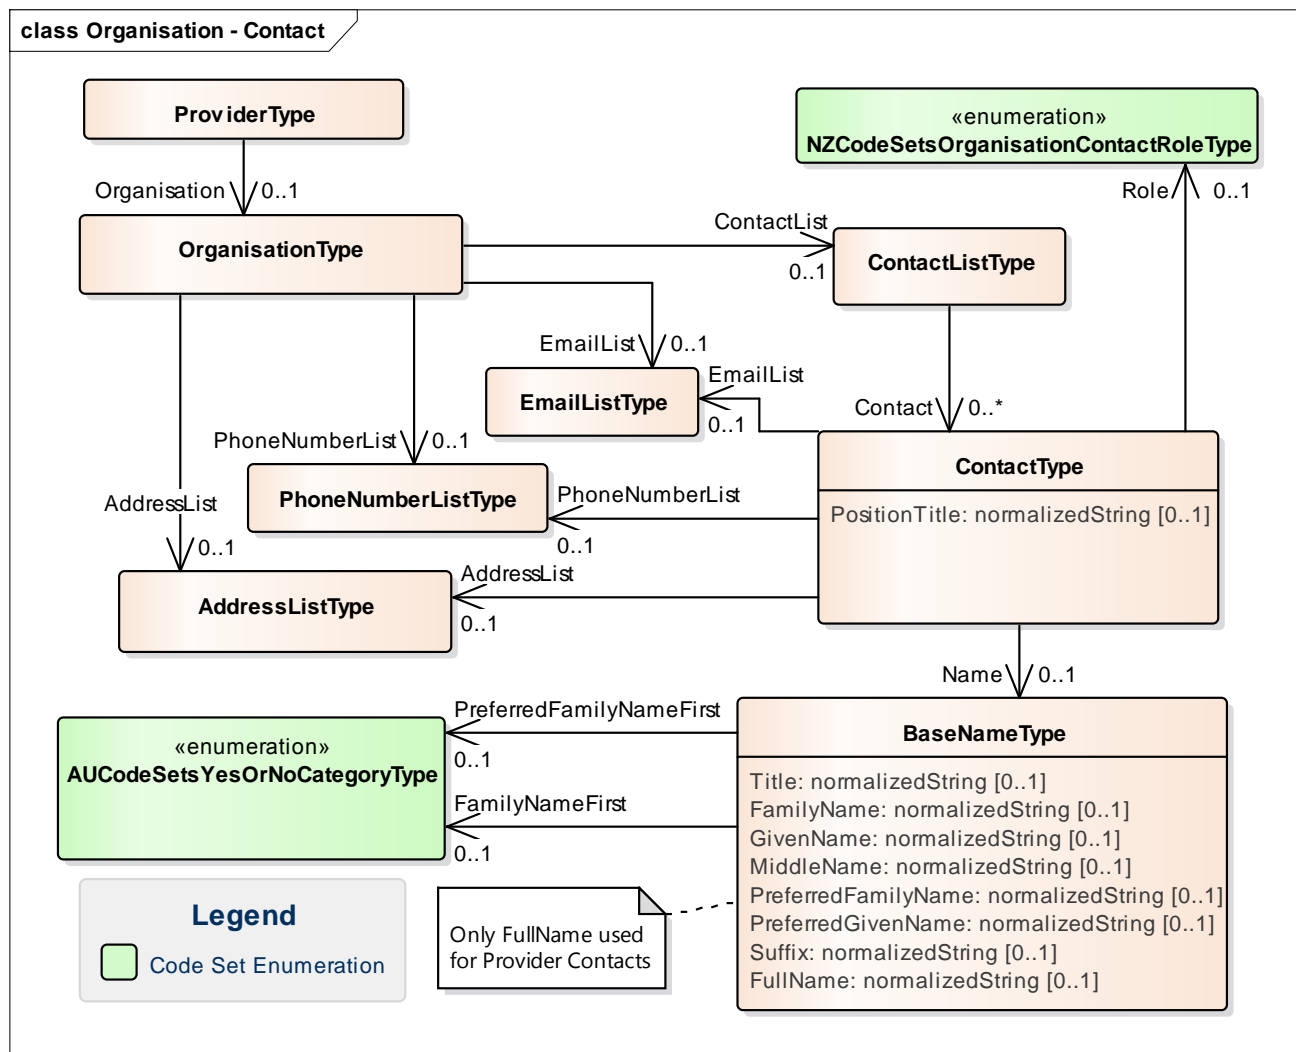 class Organisation - Contact
ProviderType
«enumeration»
NZCodeSetsOrganisationContactRoleType
Organisation
0..1
Role
0..1
OrganisationType
ContactList
0..1
ContactListType
EmailList
0..1
EmailListType
EmailList
0..1
Contact
0..*
PhoneNumberList
0..1
PhoneNumberListType
PhoneNumberList
0..1
ContactType
PositionTitle: normalizedString [0..1]
AddressList
0..1
AddressListType
AddressList
0..1
Name
0..1
«enumeration»
AUCodeSetsYesOrNoCategoryType
PreferredFamilyNameFirst
0..1
FamilyNameFirst
0..1
BaseNameType
Title: normalizedString [0..1]
FamilyName: normalizedString [0..1]
GivenName: normalizedString [0..1]
MiddleName: normalizedString [0..1]
PreferredFamilyName: normalizedString [0..1]
PreferredGivenName: normalizedString [0..1]
Suffix: normalizedString [0..1]
FullName: normalizedString [0..1]
Legend
Code Set Enumeration
Only FullName used
for Provider Contacts